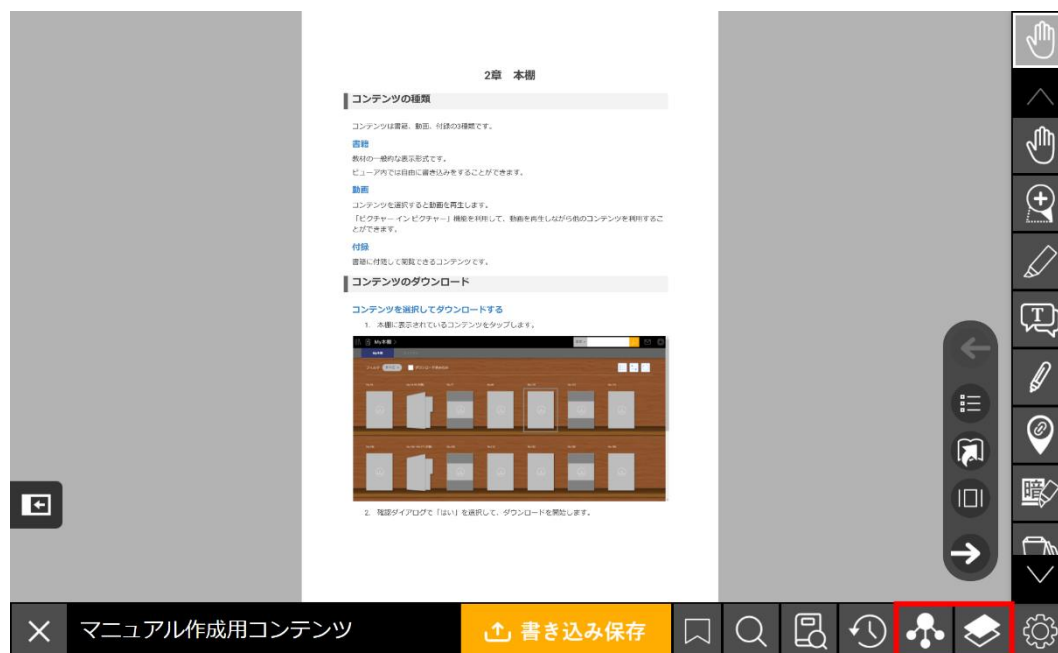 2章 本棚
コンテンツの種類
コンテンツは書籍、動画、付録の3種類です。
書籍
教材の一般的な表示形式です。
ビューア内では自由に書き込みをすることができます。
動画
コンテンツを選択すると動画を再生します。
「ピクチャー イン ピクチャー」機能を利用して、動画を再生しながら他のコンテンツを利用するこ
とができます。
付録
書籍に付随して閲覧できるコンテンツです。
コンテンツのダウンロード
コンテンツを選択してダウンロードする
1. 本棚に表示されているコンテンツをタップします。
My本棚
2. 確認ダイアログで「はい」を選択して、ダウンロードを開始します。
T
マニュアル作成用コンテンツ
書き込み保存